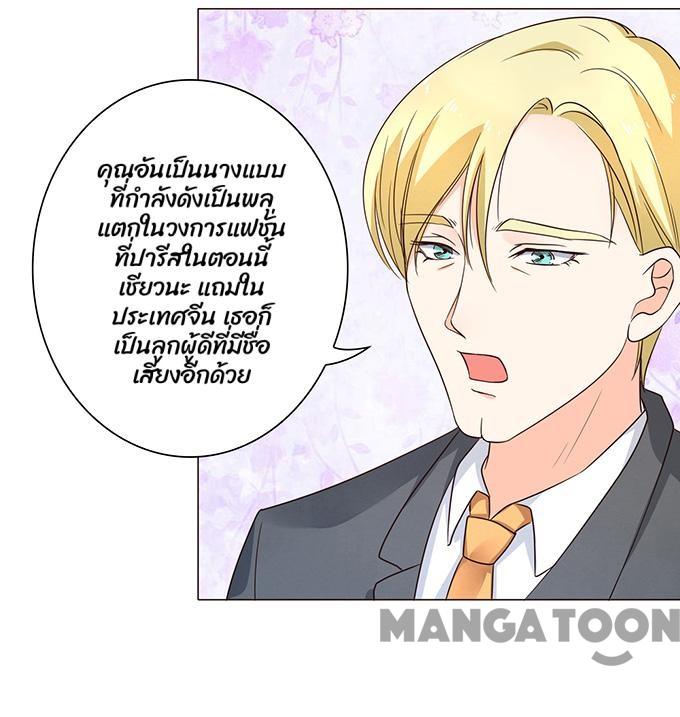 คุณอันเป็นนางแบบ
ที่กำลังดังเป็นพลุ
แตกในวงการแฟชั่น
ที่ปารีสในตอนนี้
เชียวนะ แถมใน
ประเทศจีน เธอก็
เป็นลูกผู้ดีที่มีชื่อ
เสียงอีกด้วย
MANGATOON